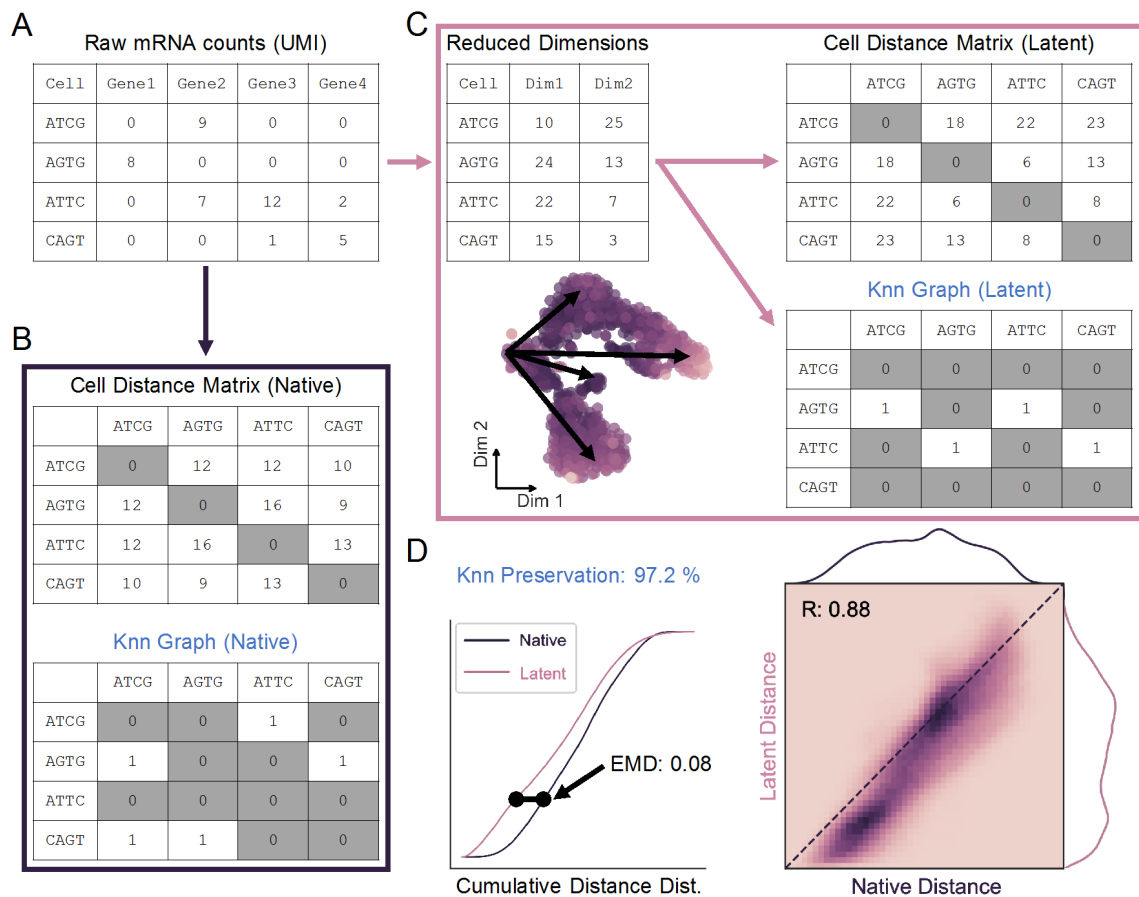 A
Raw mRNA counts (UMI)
Cell Gene1 Gene2 Gene3 Gene4
ATCG 0 9 0 0
AGTG 8 0 0 0
ATTC 0 7 12 2
CAGT 0 0 1 5
B
Cell Distance Matrix (Native)
ATCG AGTG ATTC CAGT
ATCG 0 12 12 10
AGTG 12 0 16 9
ATTC 12 16 0 13
CAGT 10 9 13 0
Knn Graph (Native)
ATCG AGTG ATTC CAGT
ATCG 0 0 1 0
AGTG 1 0 0 1
ATTC 0 0 0 0
CAGT 1 1 0 0
C
Reduced Dimensions
Cell Dim1 Dim2
ATCG 10 25
AGTG 24 13
ATTC 22 7
CAGT 15 3
Dim 2
Dim 1
Cell Distance Matrix (Latent)
ATCG AGTG ATTC CAGT
ATCG 0 18 22 23
AGTG 18 0 6 13
ATTC 22 6 0 8
CAGT 23 13 8 0
Knn Graph (Latent)
ATCG AGTG ATTC CAGT
ATCG 0 0 0 0
AGTG 1 0 1 0
ATTC 0 1 0 1
CAGT 0 0 0 0
D
Knn Preservation: 97.2 %
Native
Latent
EMD: 0.08
Cumulative Distance Dist.
R: 0.88
Latent Distance
Native Distance